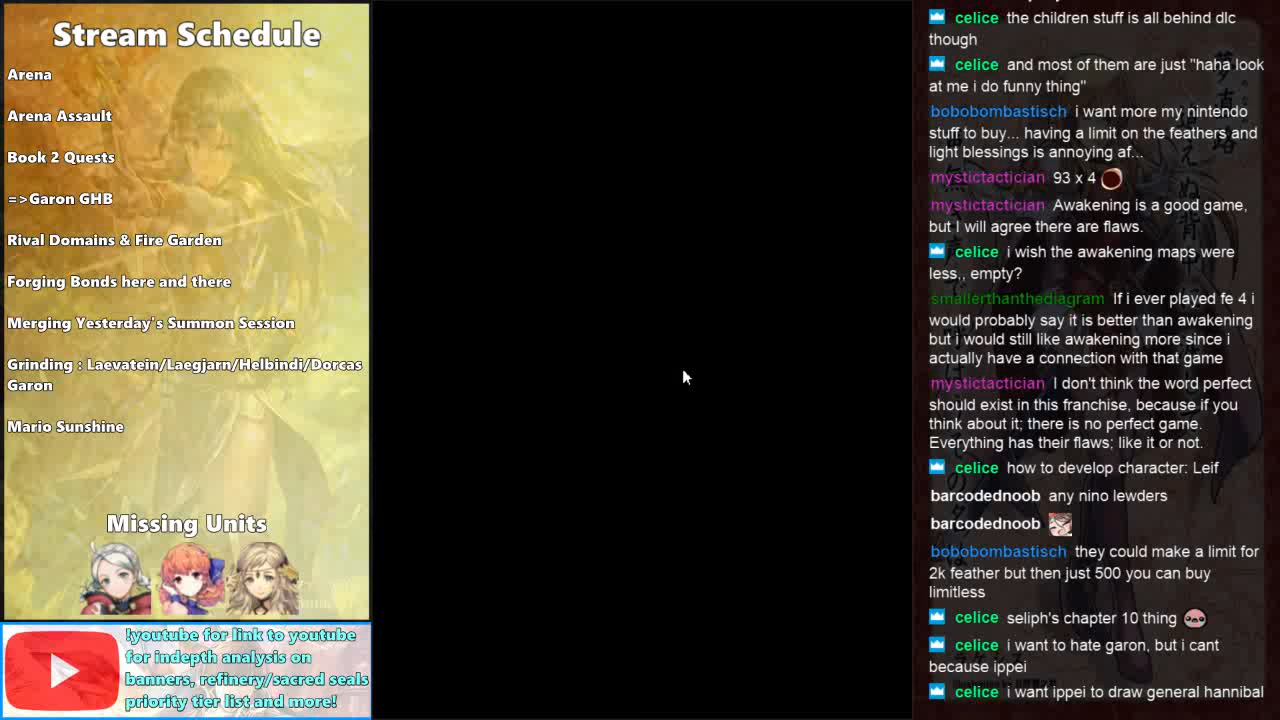 Stream Schedule
Arena
Arena Assault
Book 2 Quests
=>Garon GHB
Rival Domains & Fire Garden
Forging Bonds here and there
Merging Yesterday's Summon Session
Grinding : Laevatein/Laegjarn/Helbindi/Dorcas
Garon
Mario Sunshine
Missing Units
!youtube for link to youtube
for indepth analysis on
banners, refinery/sacred seals
priority tier list and more!
celice the children stuff is all behind dlc
though
celice and most of them are just "haha look
at me i do funny thing"
bobobombastisch i want more my nintendo
stuff to buy... having a limit on the feathers and
light blessings is annoying af...
mystictactician 93 x 4
mystictactician Awakening is a good game,
but I will agree there are flaws.
celice i wish the awakening maps were
less,, empty?
smallerthanthediagram If i ever played fe 4 i
would probably say it is better than awakening
but i would still like awakening more since i
actually have a connection with that game
mystictactician I don't think the word perfect
should exist in this franchise, because if you
think about it; there is no perfect game.
Everything has their flaws; like it or not.
celice how to develop character: Leif
barcodednoob any nino lewders
barcodednoob
bobobombastisch they could make a limit for
2k feather but then just 500 you can buy
limitless
celice seliph's chapter 10 thing
celice i want to hate garon, but i cant
because ippei
celice i want ippei to draw general hannibal